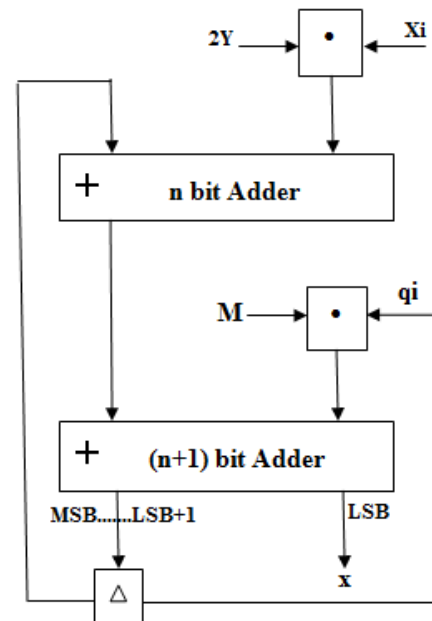 2Y • Xi
+ n bit Adder
M • qi
+ (n+1) bit Adder
MSB.......LSB+1 LSB
x
△